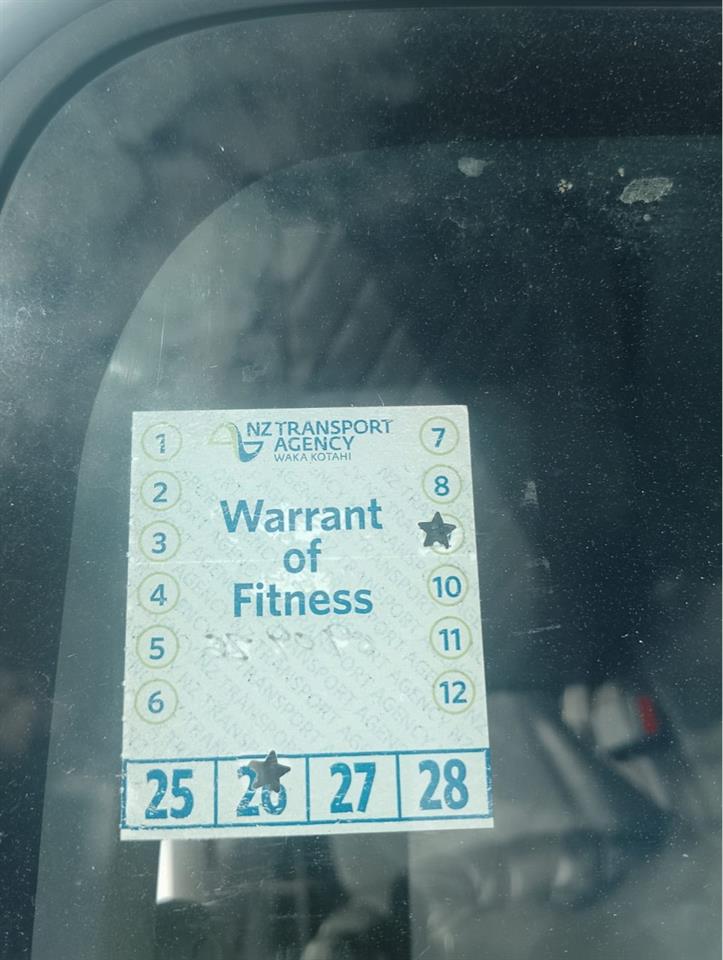 NZ TRANSPORT
AGENCY
WAKA KOTAHI
Warrant
of
Fitness
1
2
3
4
5
6
7
8
10
11
12
25
26
27
28